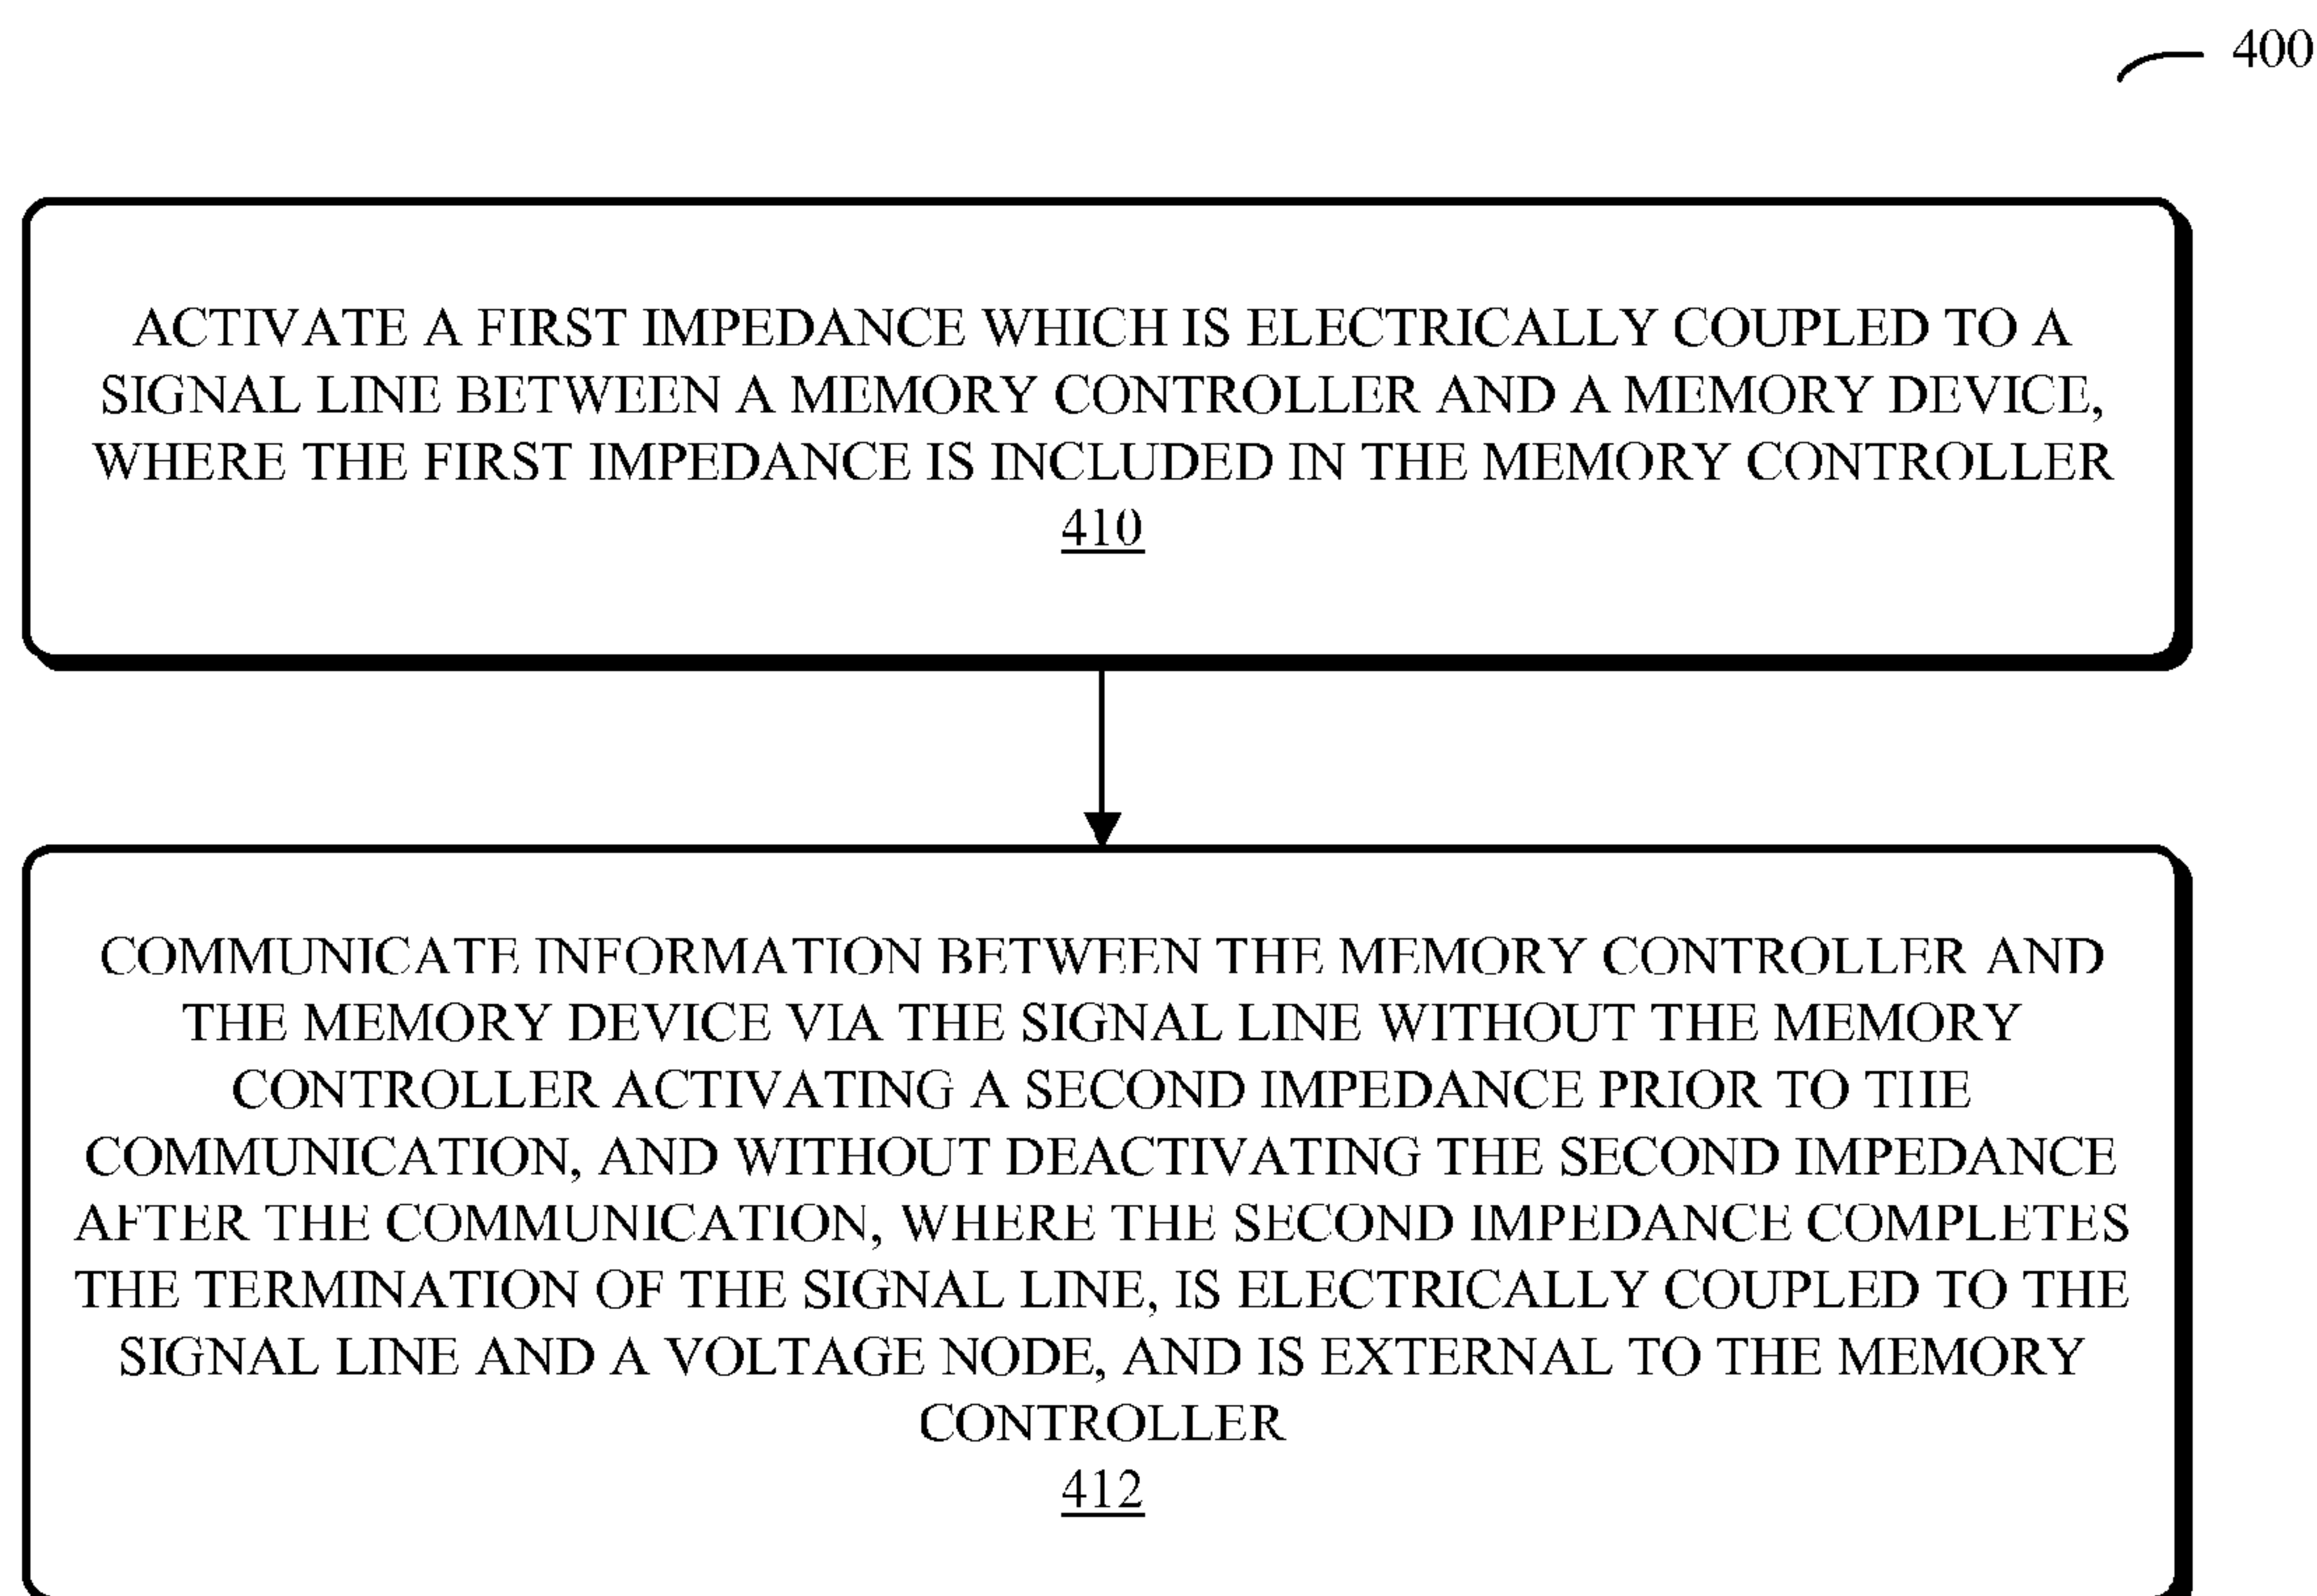 400
ACTIVATE A FIRST IMPEDANCE WHICH IS ELECTRICALLY COUPLED TO A
SIGNAL LINE BETWEEN A MEMORY CONTROLLER AND A MEMORY DEVICE,
WHERE THE FIRST IMPEDANCE IS INCLUDED IN THE MEMORY CONTROLLER
410
COMMUNICATE INFORMATION BETWEEN THE MEMORY CONTROLLER AND
THE MEMORY DEVICE VIA THE SIGNAL LINE WITHOUT THE MEMORY
CONTROLLER ACTIVATING A SECOND IMPEDANCE PRIOR TO THE
COMMUNICATION, AND WITHOUT DEACTIVATING THE SECOND IMPEDANCE
AFTER THE COMMUNICATION, WHERE THE SECOND IMPEDANCE COMPLETES
THE TERMINATION OF THE SIGNAL LINE, IS ELECTRICALLY COUPLED TO THE
SIGNAL LINE AND A VOLTAGE NODE, AND IS EXTERNAL TO THE MEMORY
CONTROLLER
412